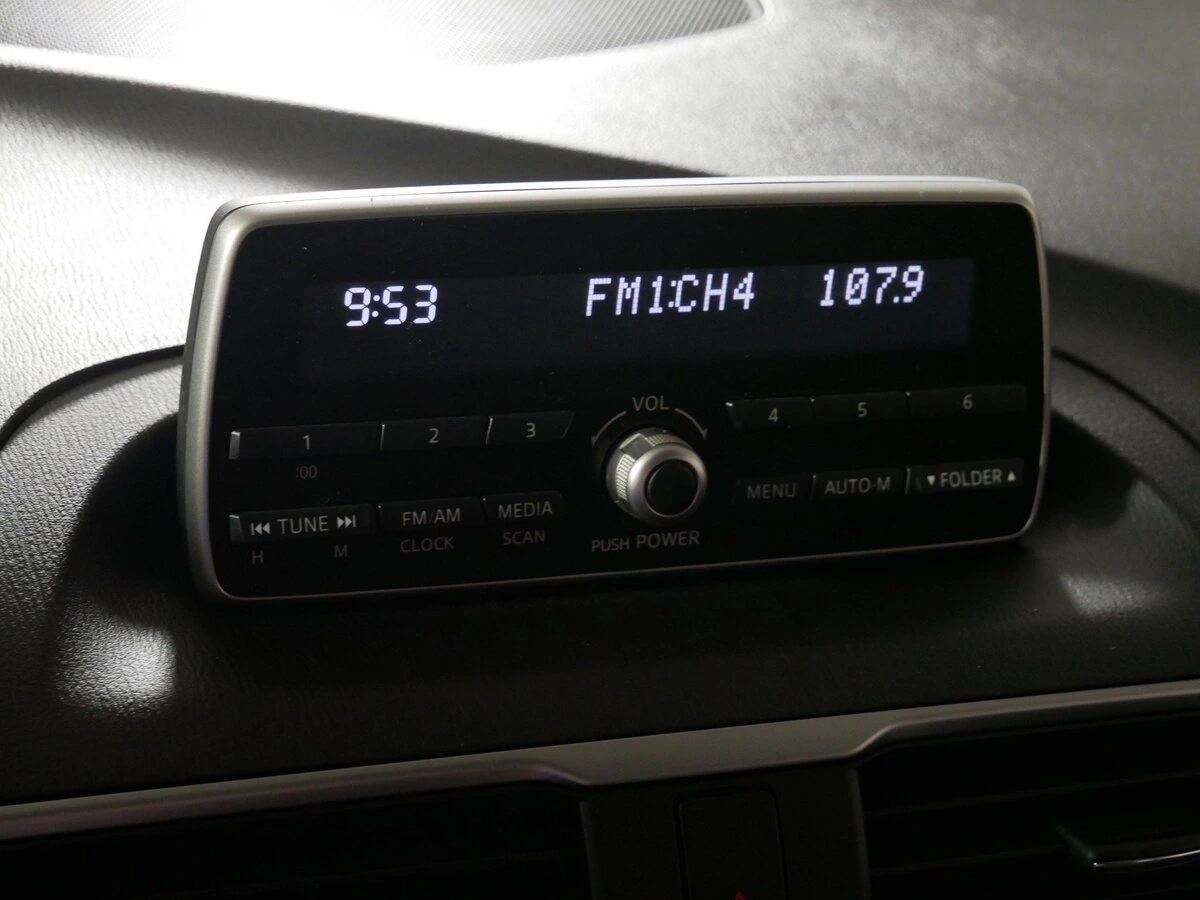 9:53 FM1:CH4 107.9
VOL
1 2 3 4 5 6
:00
TUNE FM/AM MEDIA MENU AUTO-M ▼ FOLDER ▲
H M CLOCK SCAN PUSH POWER